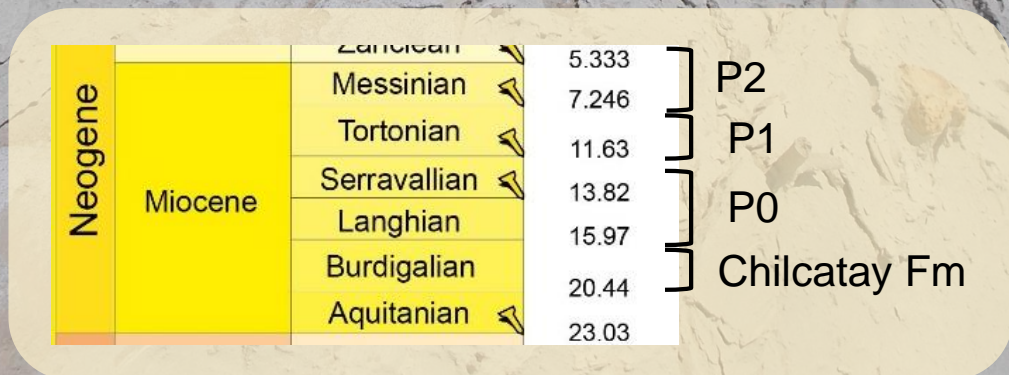 Neogene
Miocene
Zanclean
Messinian
Tortonian
Serravallian
Langhian
Burdigalian
Aquitanian
5.333
7.246
11.63
13.82
15.97
20.44
23.03
P2
P1
P0
Chilcatay Fm